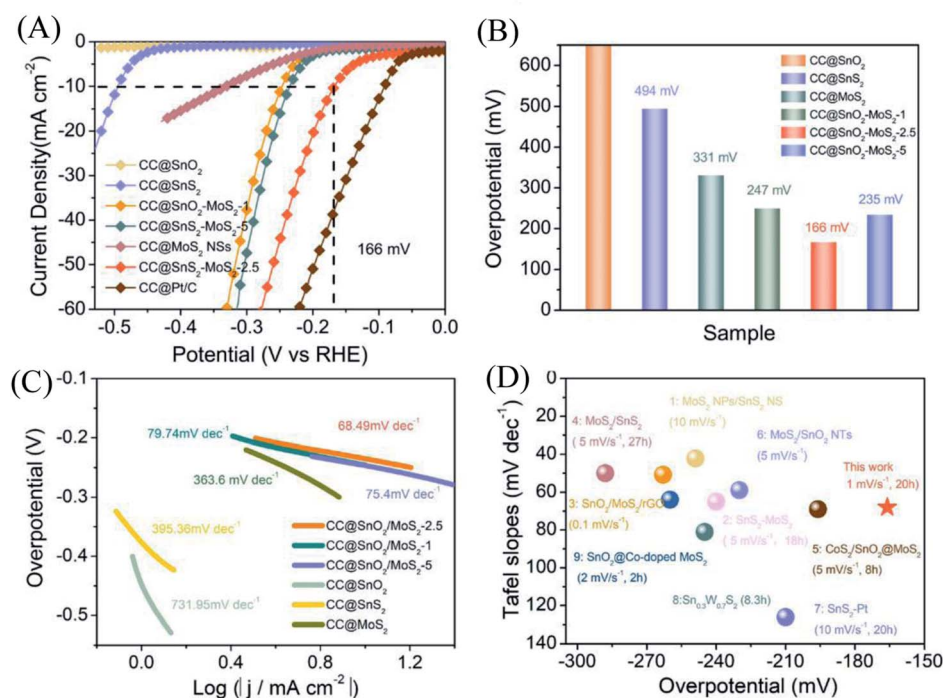 (A)
0
-10
-20
-30
-40
-50
-60
Current Density(mA cm⁻²)
CC@SnO₂
CC@SnS₂
CC@SnO₂-MoS₂-1
CC@SnS₂-MoS₂-5
CC@MoS₂ NSs
CC@SnS₂-MoS₂-2.5
CC@Pt/C
166 mV
-0.5 -0.4 -0.3 -0.2 -0.1 0.0
Potential (V vs RHE)
(B)
600
500
400
300
200
100
0
Overpotential (mV)
494 mV
331 mV
247 mV
166 mV
235 mV
CC@SnO₂
CC@SnS₂
CC@MoS₂
CC@SnO₂-MoS₂-1
CC@SnO₂-MoS₂-2.5
CC@SnO₂-MoS₂-5
Sample
(C)
-0.1
-0.2
-0.3
-0.4
-0.5
Overpotential (V)
79.74mV dec⁻¹
68.49mV dec⁻¹
363.6 mV dec⁻¹
75.4mV dec⁻¹
395.36mV dec⁻¹
731.95mV dec⁻¹
CC@SnO₂/MoS₂-2.5
CC@SnO₂/MoS₂-1
CC@SnO₂/MoS₂-5
CC@SnO₂
CC@SnS₂
CC@MoS₂
0.0 0.4 0.8 1.2
Log (|j / mA cm⁻²|)
(D)
0
20
40
60
80
100
120
140
Tafel slopes (mV dec⁻¹)
1: MoS₂ NPs/SnS₂ NS
(10 mV/s⁻¹)
4: MoS₂/SnS₂
( 5 mV/s⁻¹, 27h)
6: MoS₂/SnO₂ NTs
(5 mV/s⁻¹)
This work
1 mV/s⁻¹, 20h)
3: SnO₂/MoS₂/rGO
(0.1 mV/s⁻¹)
2: SnS₂-MoS₂
( 5 mV/s⁻¹, 18h)
9: SnO₂@Co-doped MoS₂
(2 mV/s⁻¹, 2h)
5: CoS₂/SnO₂@MoS₂
(5 mV/s⁻¹, 8h)
8:Sn₀.₃W₀.₇S₂ (8.3h)
7: SnS₂-Pt
(10 mV/s⁻¹, 20h)
-300 -270 -240 -210 -180 -150
Overpotential (mV)